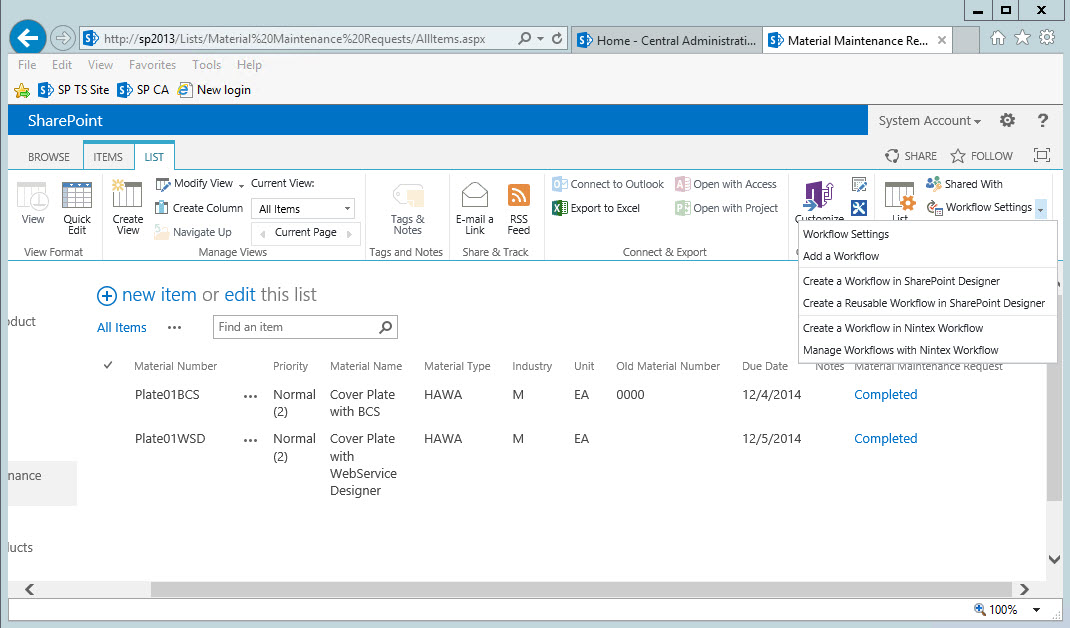 http://sp2013/Lists/Material%20Maintenance%20Requests/AllItems.aspx
Home - Central Administrati...
Material Maintenance Re...
File Edit View Favorites Tools Help
SP TS Site SP CA New login
SharePoint
System Account
?
BROWSE ITEMS LIST
SHARE FOLLOW
View
Quick Edit
View Format
Create View
Modify View
Create Column
Navigate Up
Current View:
All Items
Current Page
Manage Views
Tags & Notes
Tags and Notes
E-mail a Link
RSS Feed
Share & Track
Connect to Outlook
Export to Excel
Open with Access
Open with Project
Connect & Export
Customize
List
Shared With
Workflow Settings
Workflow Settings
Add a Workflow
Create a Workflow in SharePoint Designer
Create a Reusable Workflow in SharePoint Designer
Create a Workflow in Nintex Workflow
Manage Workflows with Nintex Workflow
oduct
nance
ucts
new item or edit this list
All Items ...
Find an item
Material Number Priority Material Name Material Type Industry Unit Old Material Number Due Date Notes Material Maintenance Request
Plate01BCS ... Normal (2) Cover Plate with BCS HAWA M EA 0000 12/4/2014 Completed
Plate01WSD ... Normal (2) Cover Plate with WebService Designer HAWA M EA 12/5/2014 Completed
100%